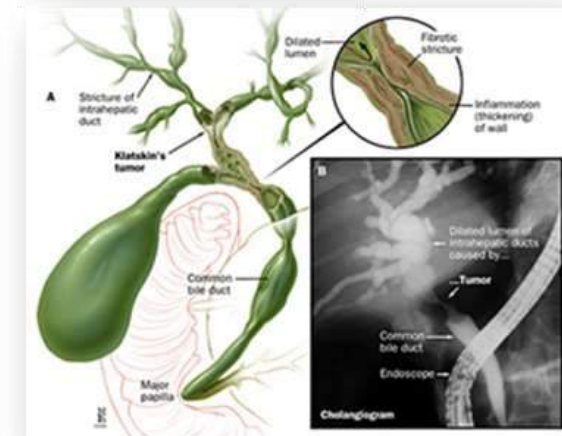 Dilated
lumen
Fibrotic
stricture
A
Stricture of
intrahepatic
duct
Inflammation
(thickening)
of wall
Klatskin's
tumor
B
Dilated lumen of
intrahepatic ducts
caused by...
...Tumor
Common
bile duct
Common
bile duct
Endoscope
Major
papilla
Cholangiogram